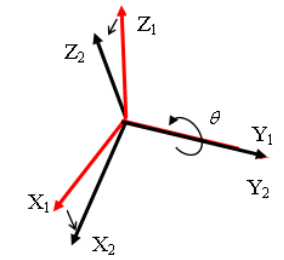 Z₁
Z₂
θ
Y₁
Y₂
X₁
X₂